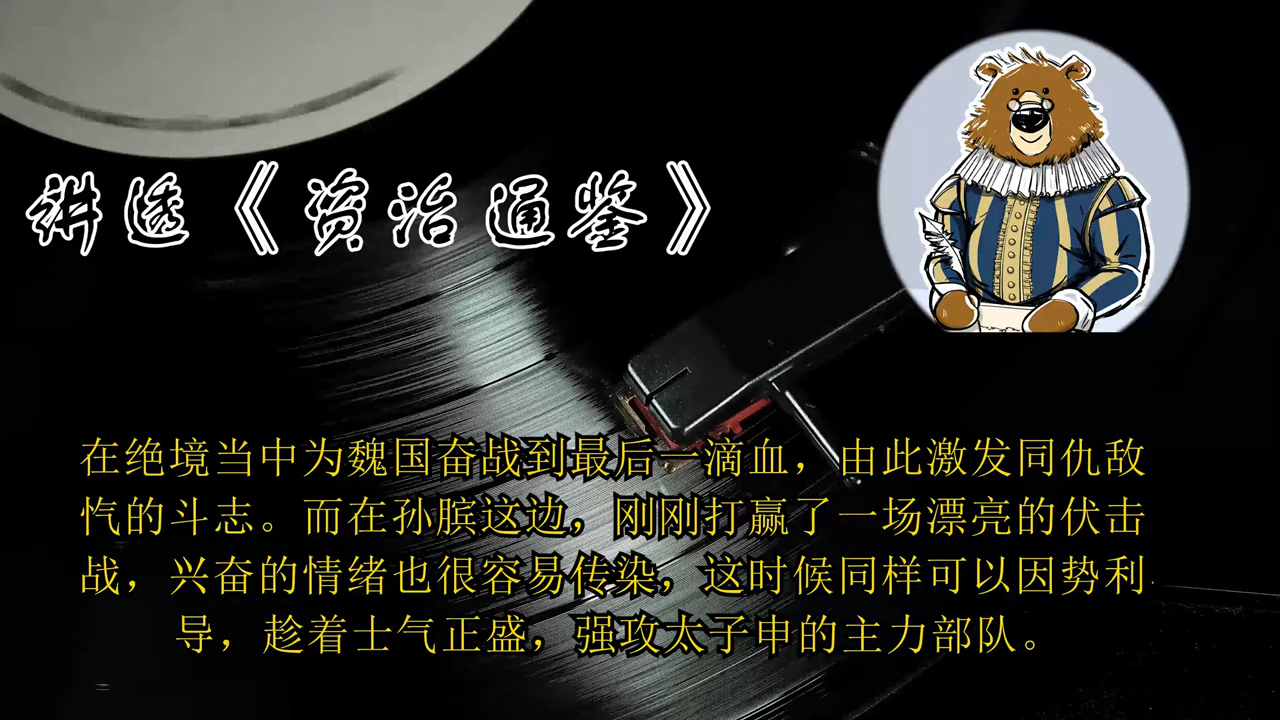 讲透《资治通鉴》
在绝境当中为魏国奋战到最后一滴血，由此激发同仇敌
忾的斗志。而在孙膑这边，刚刚打赢了一场漂亮的伏击
战，兴奋的情绪也很容易传染，这时候同样可以因势利
导，趁着士气正盛，强攻太子申的主力部队。